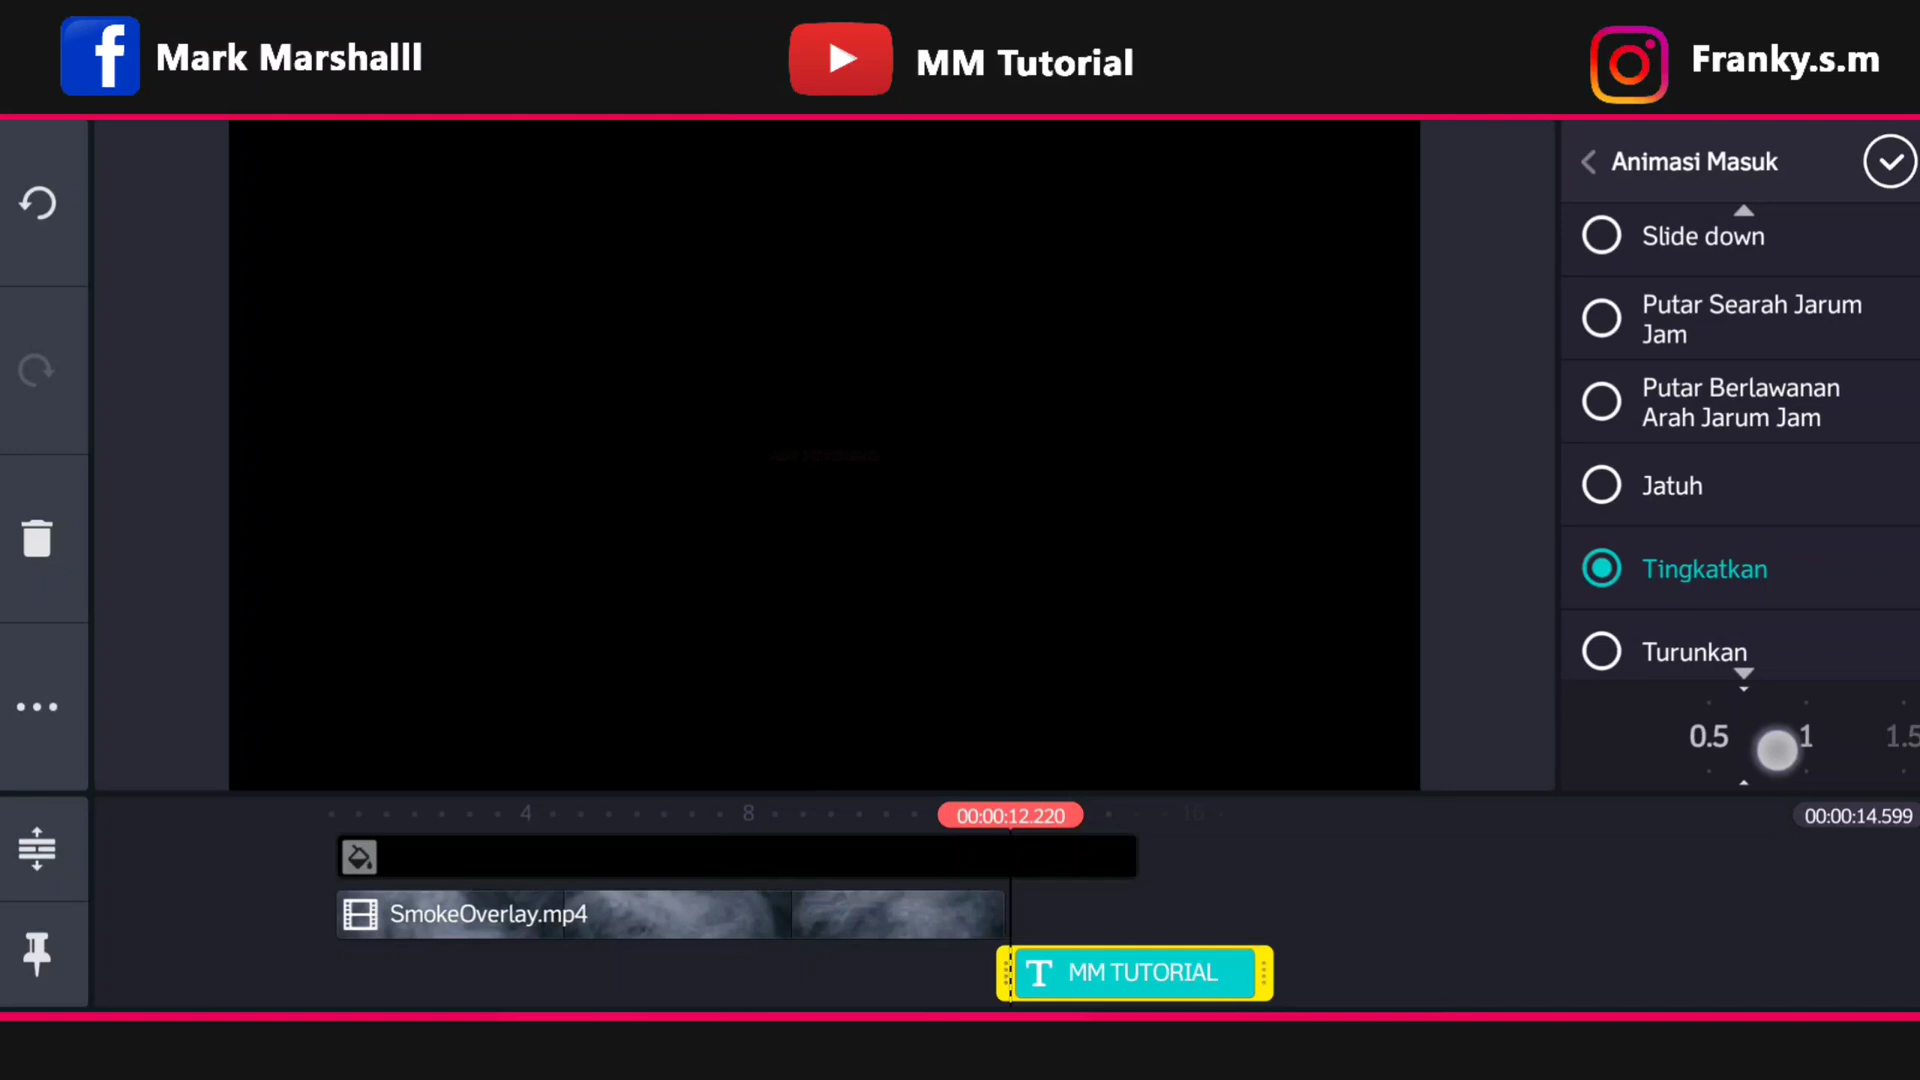 Mark Marshalll
MM Tutorial
Franky.s.m
Animasi Masuk
Slide down
Putar Searah Jarum
Jam
Putar Berlawanan
Arah Jarum Jam
Jatuh
Tingkatkan
Turunkan
0.5 1 1.5
4 8 00:00:12.220 16 00:00:14.599
SmokeOverlay.mp4
T MM TUTORIAL